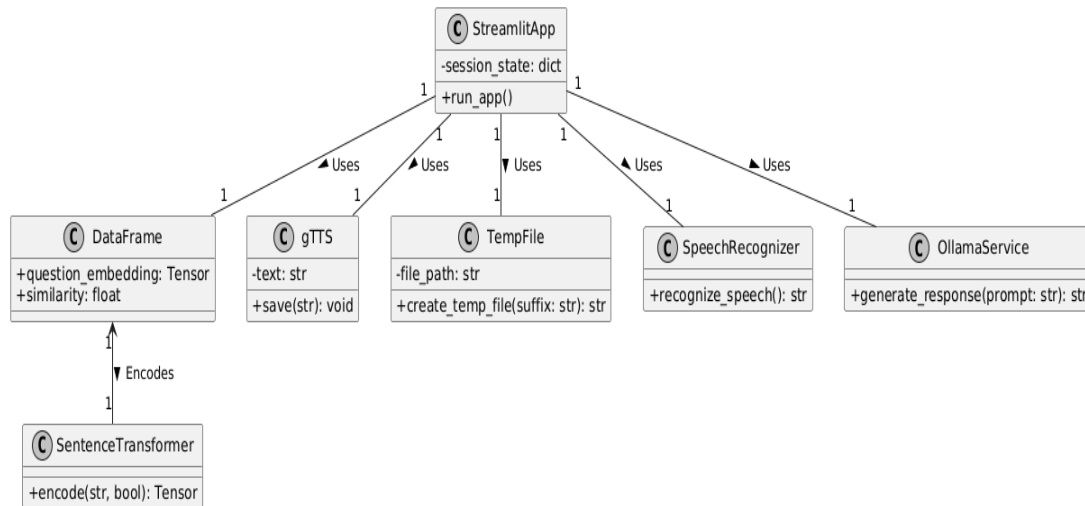 C StreamlitApp
-session_state: dict
+run_app()
1 1 1 1 1
Uses Uses Uses Uses Uses
1 1 1 1 1
C DataFrame
+question_embedding: Tensor
+similarity: float
C gTTS
-text: str
+save(str): void
C TempFile
-file_path: str
+create_temp_file(suffix: str): str
C SpeechRecognizer
+recognize_speech(): str
C OllamaService
+generate_response(prompt: str): str
1
Encodes
1
C SentenceTransformer
+encode(str, bool): Tensor